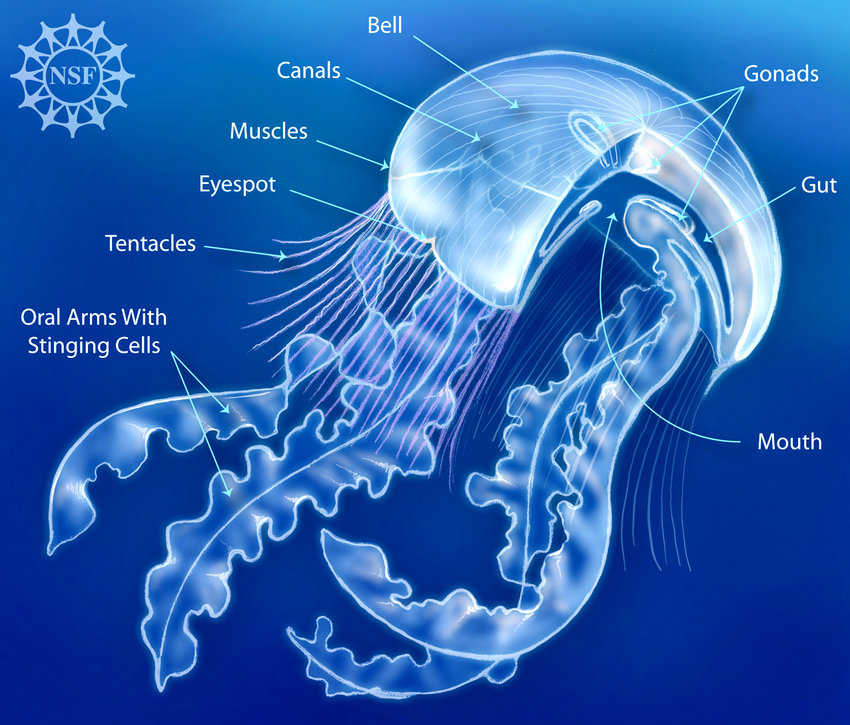 NSF
Bell
Canals
Gonads
Muscles
Eyespot
Gut
Tentacles
Oral Arms With
Stinging Cells
Mouth